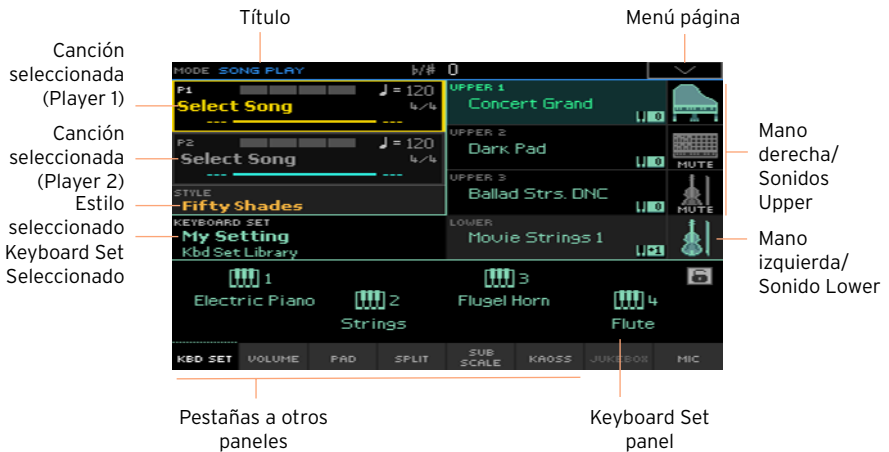 Título
Menú página
Canción
seleccionada
(Player 1)
Canción
seleccionada
(Player 2)
Estilo
seleccionado
Keyboard Set
Seleccionado
MODE SONG PLAY
b/# 0
P1
♩= 120
Select Song
4/4
--- ---
P2
♩= 120
Select Song
4/4
--- ---
STYLE
Fifty Shades
KEYBOARD SET
My Setting
Kbd Set Library
UPPER 1
Concert Grand
0
UPPER 2
Dark Pad
0
MUTE
UPPER 3
Ballad Strs. DNC
0
MUTE
LOWER
Movie Strings 1
+1
Mano
derecha/
Sonidos
Upper
Mano
izquierda/
Sonido Lower
1
Electric Piano
2
Strings
3
Flugel Horn
4
Flute
KBD SET
VOLUME
PAD
SPLIT
SUB
SCALE
KAOSS
JUKEBOX
MIC
Pestañas a otros
paneles
Keyboard Set
panel